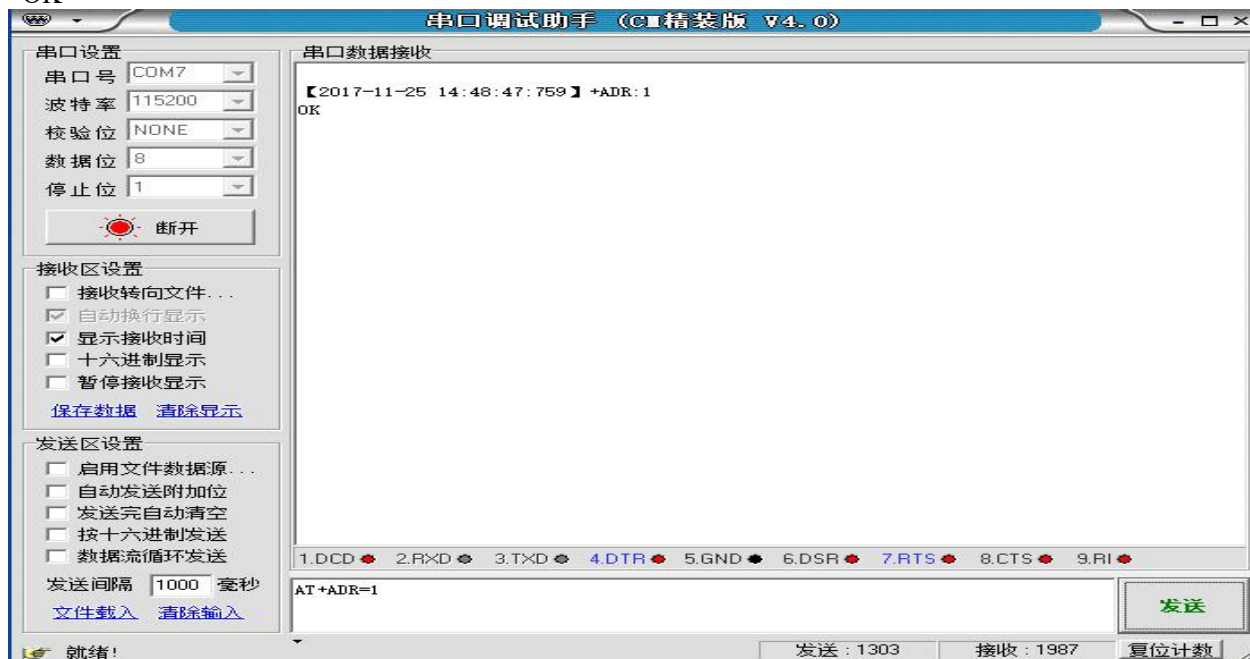 OK
串口调试助手 (CM精装版 V4.0)
串口设置
串口号 COM7
波特率 115200
校验位 NONE
数据位 8
停止位 1
断开
接收区设置
接收转向文件...
自动换行显示
显示接收时间
十六进制显示
暂停接收显示
保存数据 清除显示
发送区设置
启用文件数据源...
自动发送附加位
发送完自动清空
按十六进制发送
数据流循环发送
发送间隔 1000 毫秒
文件载入 清除输入
就绪!
串口数据接收
【2017-11-25 14:48:47:759】+ADR:1
OK
1.DCD 2.RXD 3.TXD 4.DTR 5.GND 6.DSR 7.RTS 8.CTS 9.RI
AT+ADR=1
发送
发送:1303 接收:1987 复位计数